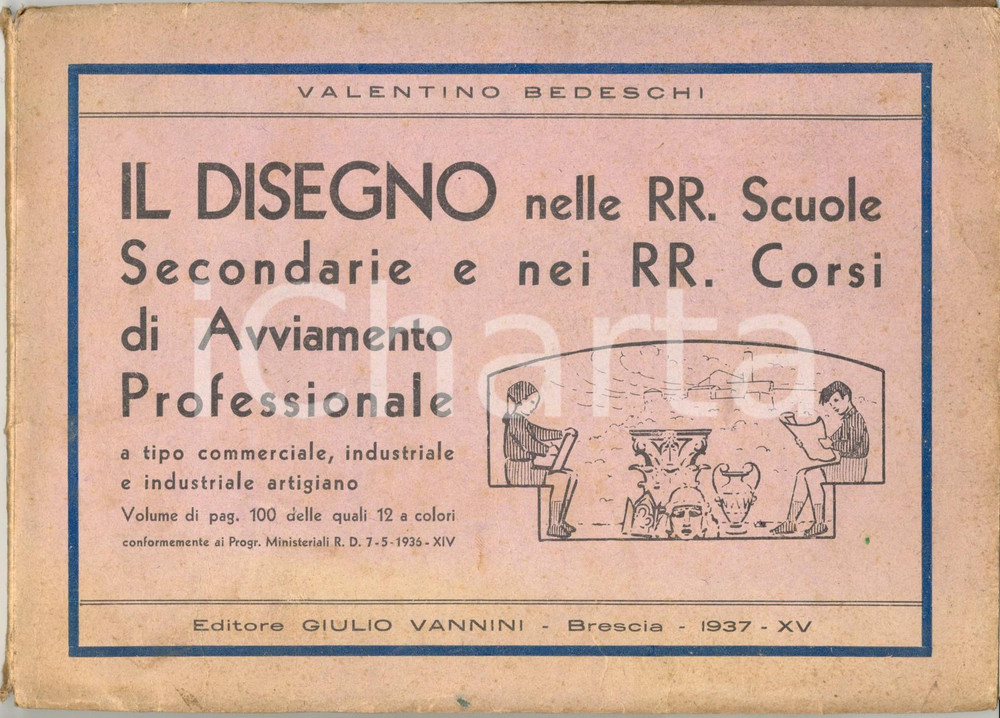 VALENTINO BEDESCHI
IL DISEGNO nelle RR. Scuole
Secondarie e nei RR. Corsi
di Avviamento
Professionale
a tipo commerciale, industriale
e industriale artigiano
Volume di pag. 100 delle quali 12 a colori
conformemente ai Progr. Ministeriali R. D. 7-5-1936-XIV
iCharta
Editore GIULIO VANNINI - Brescia - 1937 - XV